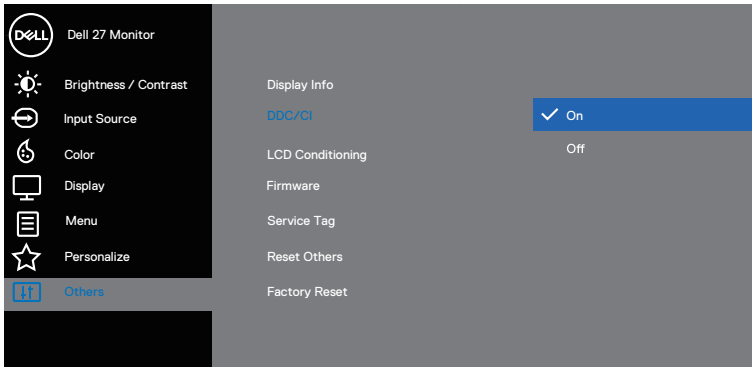 DELL
Dell 27 Monitor
Brightness / Contrast
Input Source
Color
Display
Menu
Personalize
Others
Display Info
DDC/CI
LCD Conditioning
Firmware
Service Tag
Reset Others
Factory Reset
On
Off